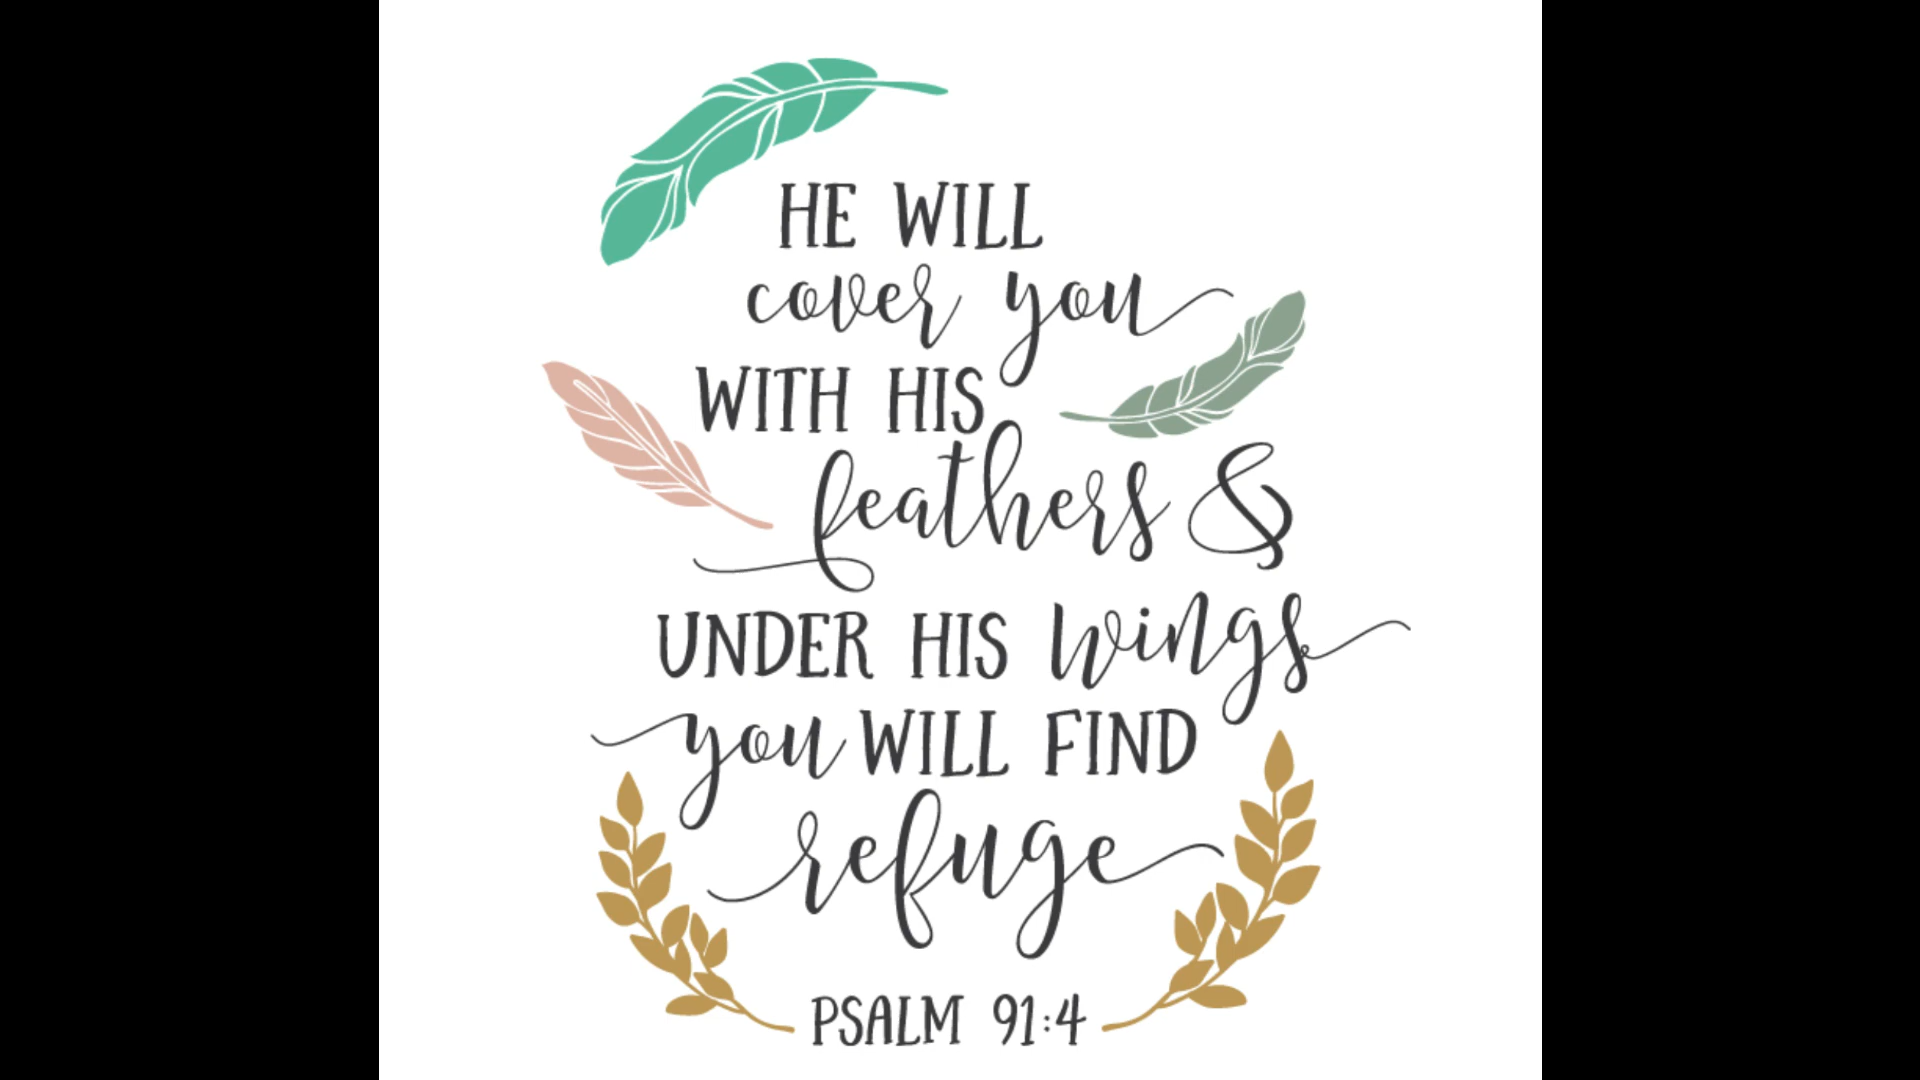 HE WILL
cover you
WITH HIS
feathers &
UNDER HIS wings
you WILL FIND
refuge
PSALM 91:4